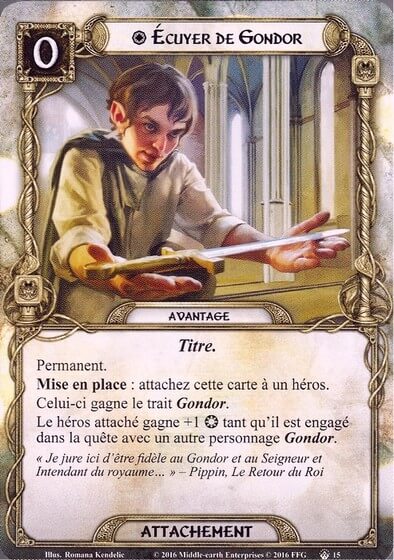 0
Écuyer de Gondor
AVANTAGE
Titre.
Permanent.
Mise en place : attachez cette carte à un héros.
Celui-ci gagne le trait Gondor.
Le héros attaché gagne +1 tant qu'il est engagé
dans la quête avec un autre personnage Gondor.
« Je jure ici d'être fidèle au Gondor et au Seigneur et
Intendant du royaume… » – Pippin, Le Retour du Roi
ATTACHEMENT
Illus. Romana Kendelic © 2016 Middle-earth Enterprises © 2016 FFG 15